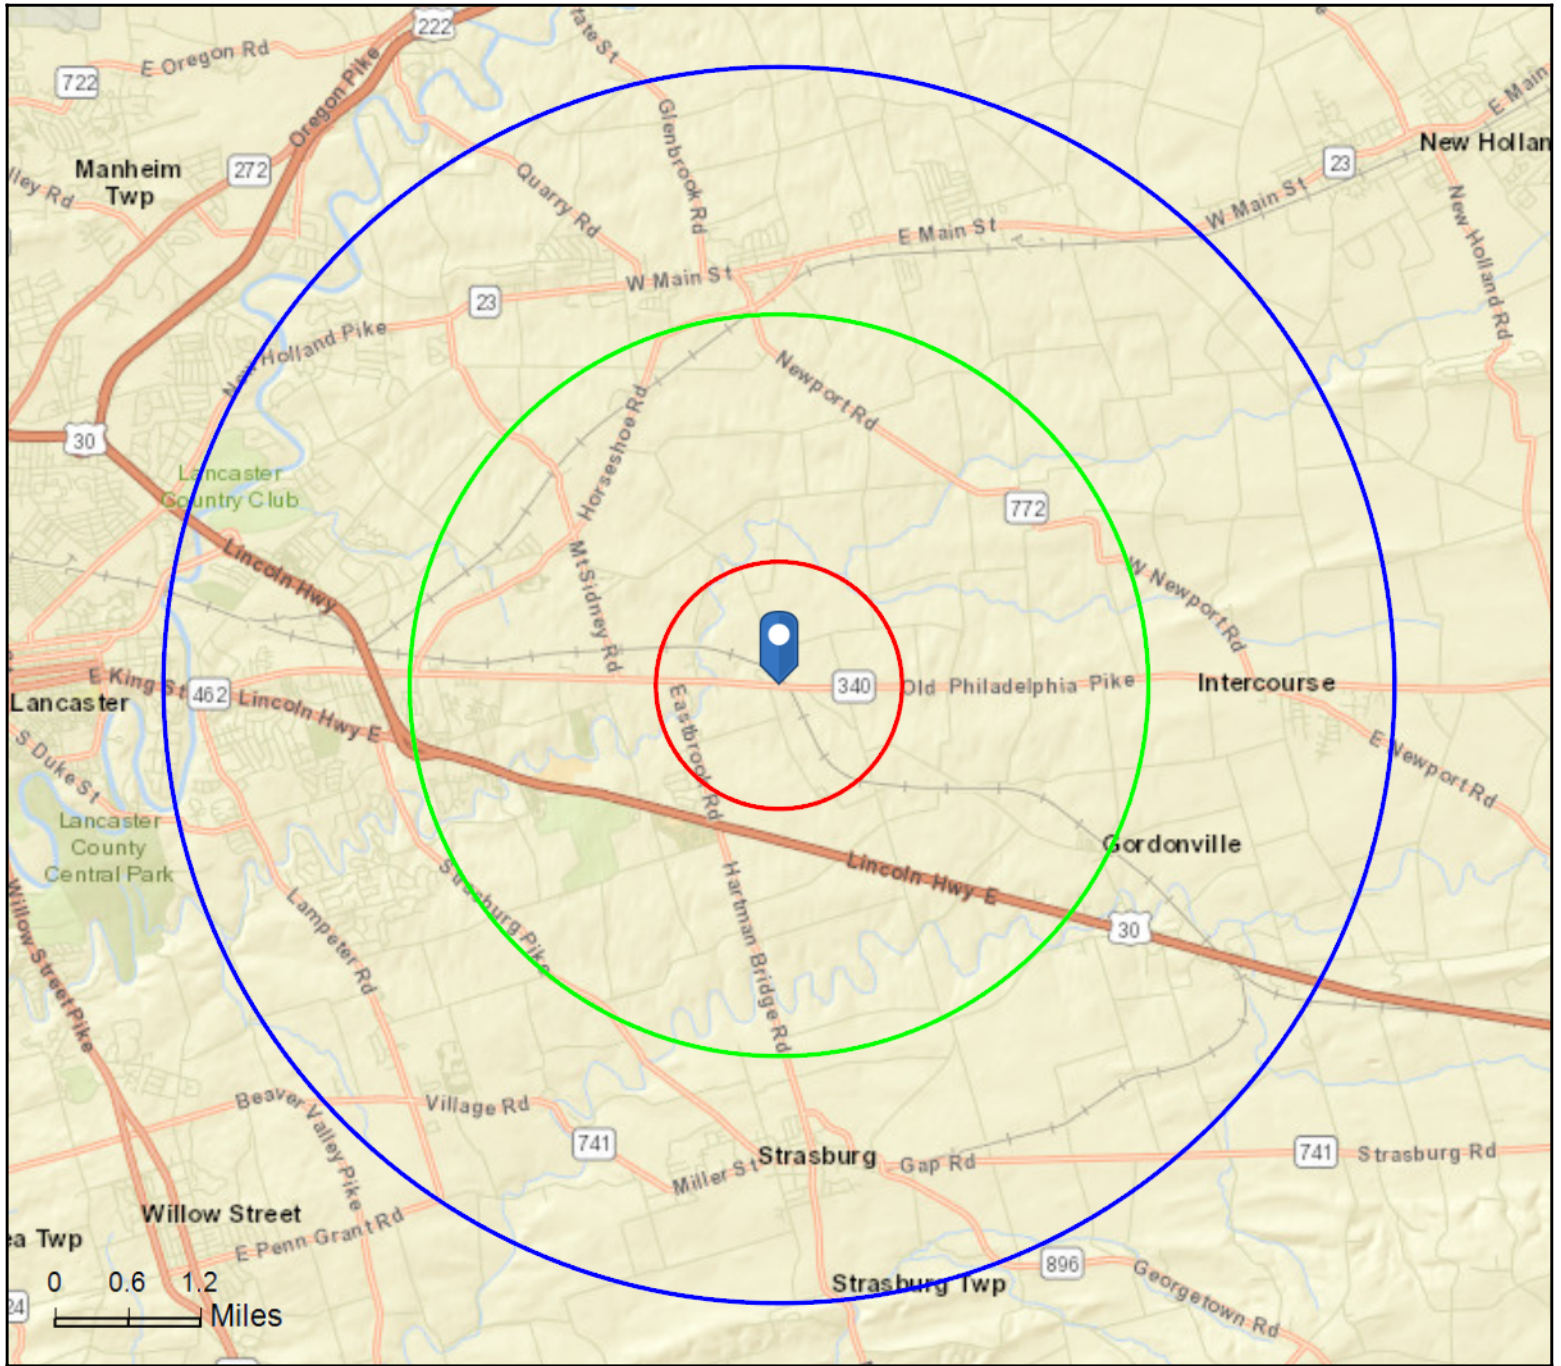 222
tate St
E Oregon Rd
722
Oregon Pike
Glenbrook Rd
E Main
New Hollan
Manheim
Twp
272
23
lley Rd
Quarry Rd
W Main St
New Holland Rd
E Main St
W Main St
23
New Holland Pike
Newport Rd
30
Horseshoe Rd
Lancaster
Country Club
772
Lincoln Hwy
Mt Sidney Rd
W Newport Rd
E King St
462
Lincoln Hwy E
Lancaster
340
Old Philadelphia Pike
Intercourse
Eastbrook Rd
S Duke St
E Newport Rd
Lancaster
County
Central Park
Gordonville
Strasburg Pike
Lincoln Hwy E
30
Hartman Bridge Rd
Willow Street Pike
Lampeter Rd
Beaver Valley Pike
Village Rd
741
Miller St
Strasburg
Gap Rd
741
Strasburg Rd
Willow Street
E Penn Grant Rd
ea Twp
896
Georgetown Rd
Strasburg Twp
0 0.6 1.2
Miles
24